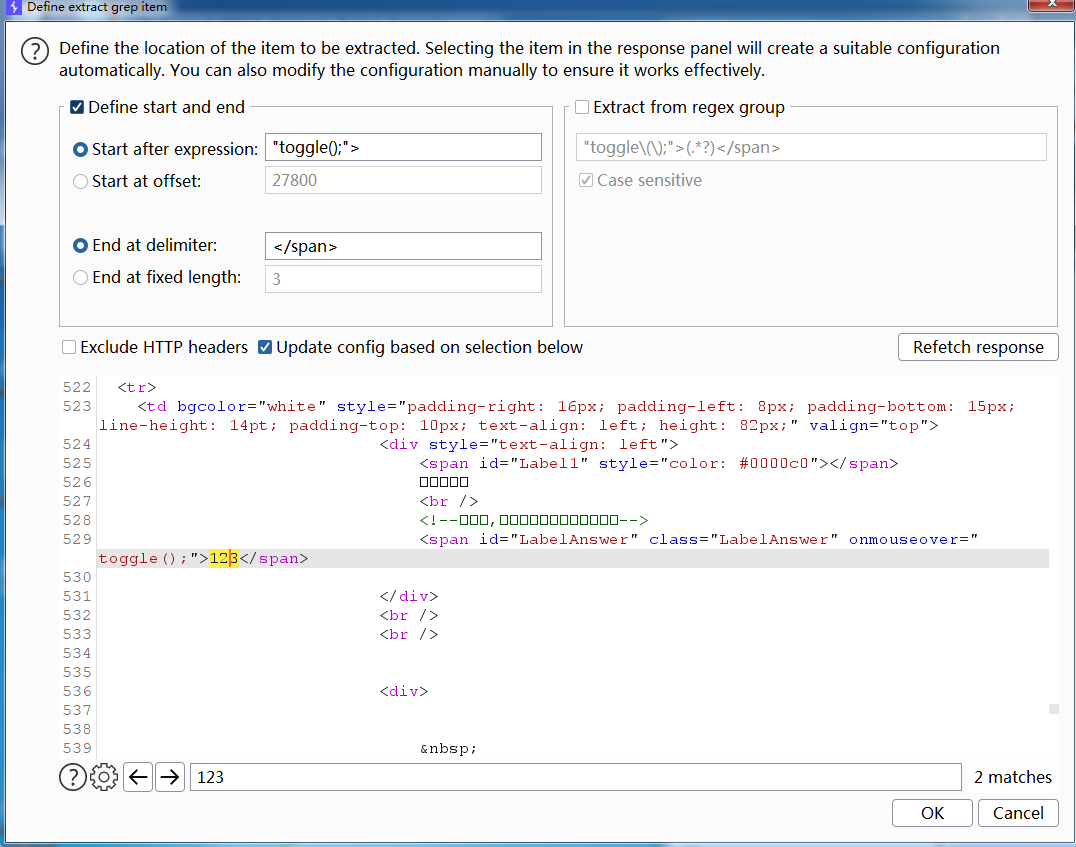 Define extract grep item
Define the location of the item to be extracted. Selecting the item in the response panel will create a suitable configuration
automatically. You can also modify the configuration manually to ensure it works effectively.
Define start and end
Start after expression: "toggle();">
Start at offset: 27800
End at delimiter: </span>
End at fixed length: 3
Extract from regex group
"toggle\(\);">(.*?)</span>
Case sensitive
Exclude HTTP headers Update config based on selection below Refetch response
522 <tr>
523 <td bgcolor="white" style="padding-right: 16px; padding-left: 8px; padding-bottom: 15px;
line-height: 14pt; padding-top: 10px; text-align: left; height: 82px;" valign="top">
524 <div style="text-align: left">
525 <span id="Label1" style="color: #0000c0"></span>
526 □□□□□
527 <br />
528 <!--□□□,□□□□□□□□□□□□-->
529 <span id="LabelAnswer" class="LabelAnswer" onmouseover="
toggle();">123</span>
530
531 </div>
532 <br />
533 <br />
534
535
536 <div>
537
538
539 &nbsp;
123 2 matches
OK Cancel